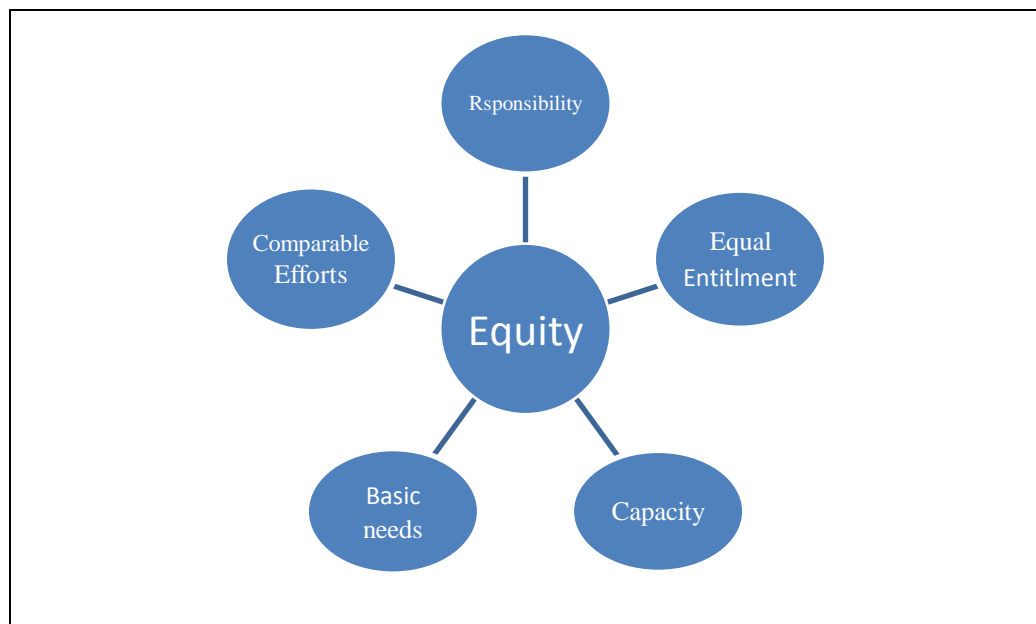 Rsponsibility
Comparable
Efforts
Equal
Entitlment
Equity
Basic
needs
Capacity